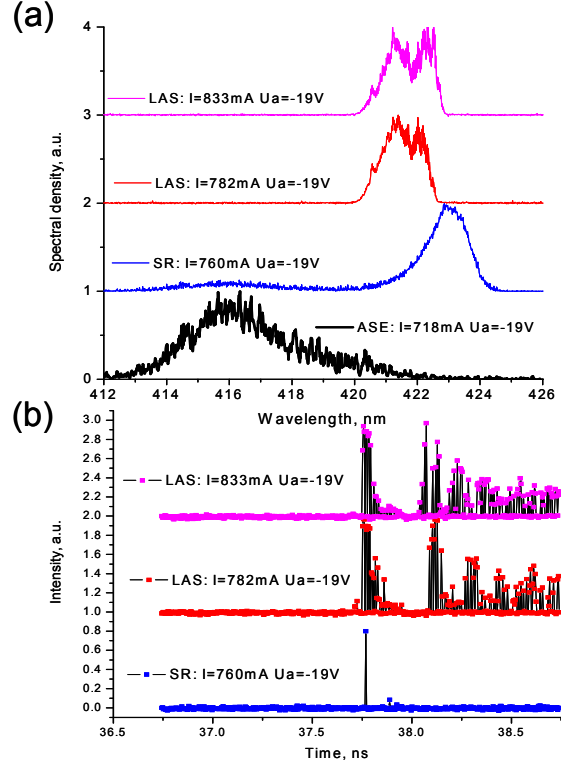 (a)
4
LAS: I=833mA Ua=-19V
3
LAS: I=782mA Ua=-19V
2
SR: I=760mA Ua=-19V
1
ASE: I=718mA Ua=-19V
0
Spectral density, a.u.
412 414 416 418 420 422 424 426
Wavelength, nm
(b)
3.0
2.8
2.6
2.4
LAS: I=833mA Ua=-19V
2.2
2.0
1.8
1.6
1.4
LAS: I=782mA Ua=-19V
1.2
1.0
0.8
0.6
0.4
SR: I=760mA Ua=-19V
0.2
0.0
Intensity, a.u.
36.5 37.0 37.5 38.0 38.5
Time, ns